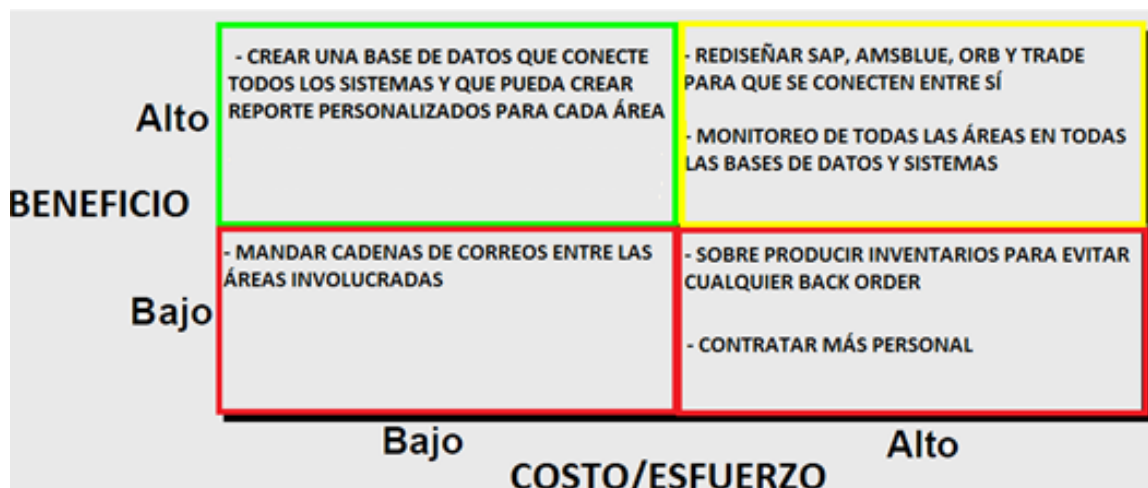 - CREAR UNA BASE DE DATOS QUE CONECTE
TODOS LOS SISTEMAS Y QUE PUEDA CREAR
REPORTE PERSONALIZADOS PARA CADA ÁREA
- REDISEÑAR SAP, AMSBLUE, ORB Y TRADE
PARA QUE SE CONECTEN ENTRE SÍ
- MONITOREO DE TODAS LAS ÁREAS EN TODAS
LAS BASES DE DATOS Y SISTEMAS
Alto
BENEFICIO
- MANDAR CADENAS DE CORREOS ENTRE LAS
ÁREAS INVOLUCRADAS
- SOBRE PRODUCIR INVENTARIOS PARA EVITAR
CUALQUIER BACK ORDER
- CONTRATAR MÁS PERSONAL
Bajo
Bajo
Alto
COSTO/ESFUERZO